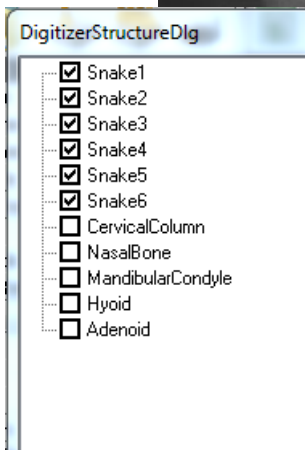 DigitizerStructureDlg
Snake1
Snake2
Snake3
Snake4
Snake5
Snake6
CervicalColumn
NasalBone
MandibularCondyle
Hyoid
Adenoid